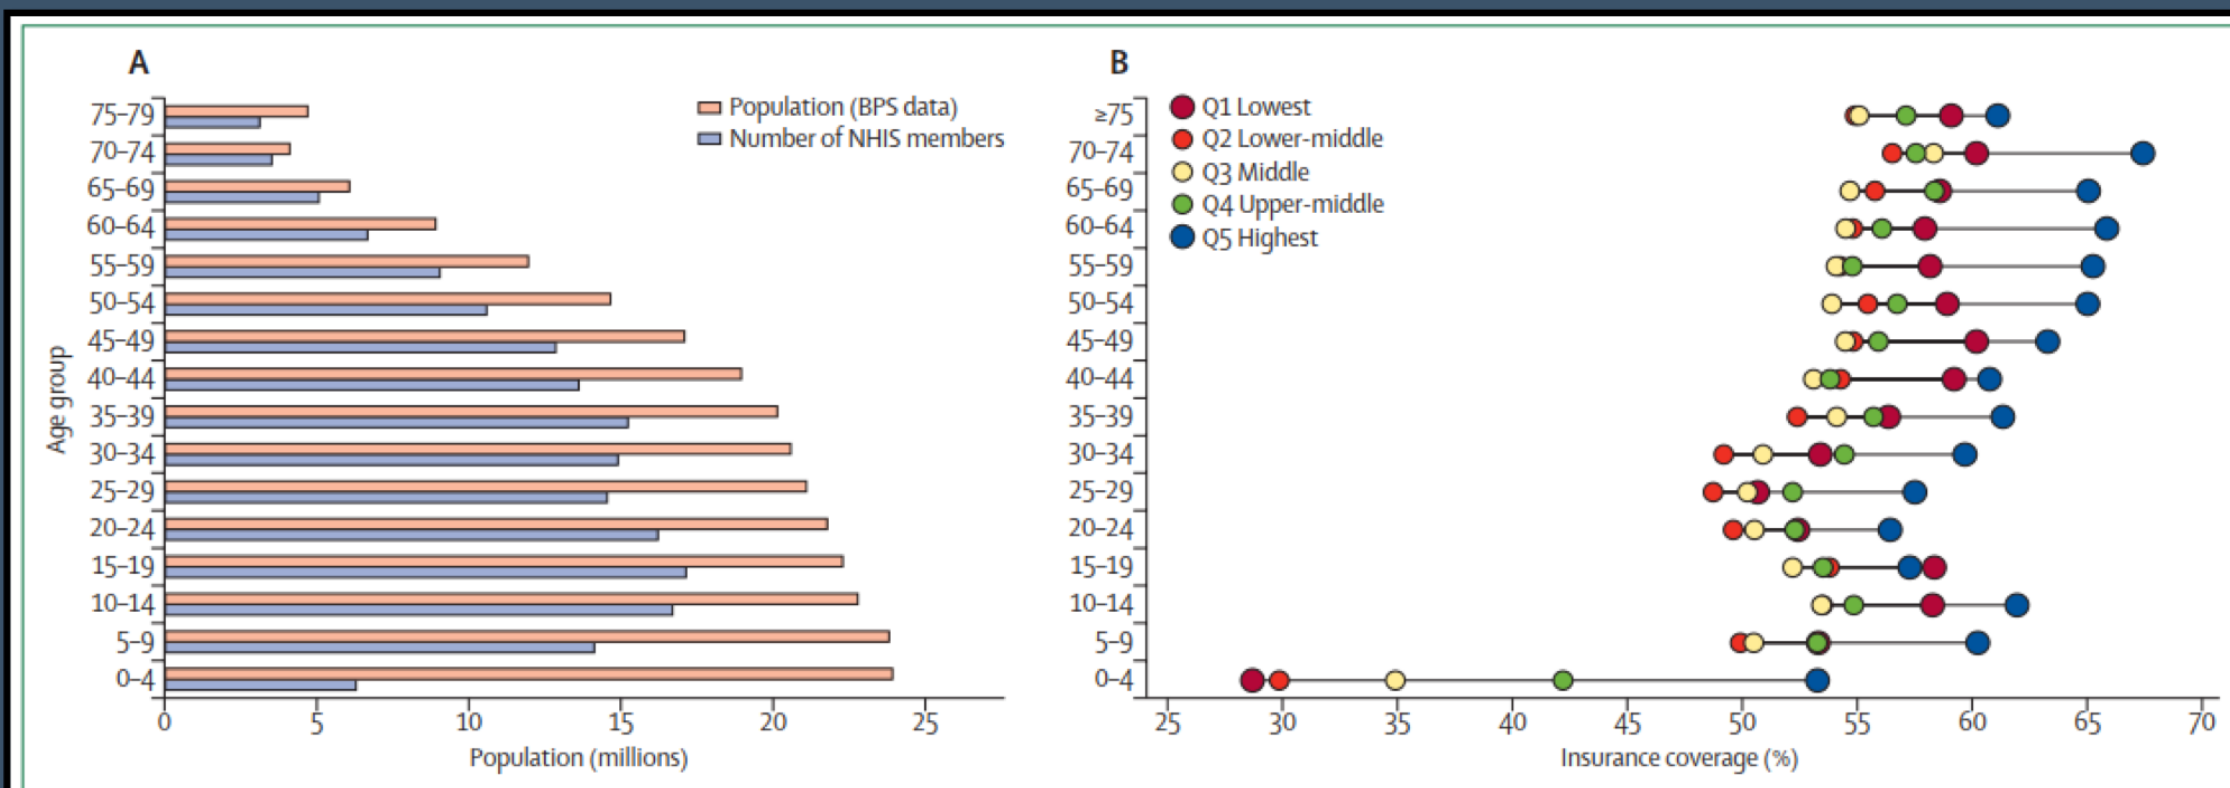 A
75–79
70–74
65–69
60–64
55–59
50–54
45–49
40–44
35–39
30–34
25–29
20–24
15–19
10–14
5–9
0–4
Age group
Population (BPS data)
Number of NHIS members
0 5 10 15 20 25
Population (millions)
B
≥75
70–74
65–69
60–64
55–59
50–54
45–49
40–44
35–39
30–34
25–29
20–24
15-19
10–14
5–9
0–4
Q1 Lowest
Q2 Lower-middle
Q3 Middle
Q4 Upper-middle
Q5 Highest
25 30 35 40 45 50 55 60 65 70
Insurance coverage (%)